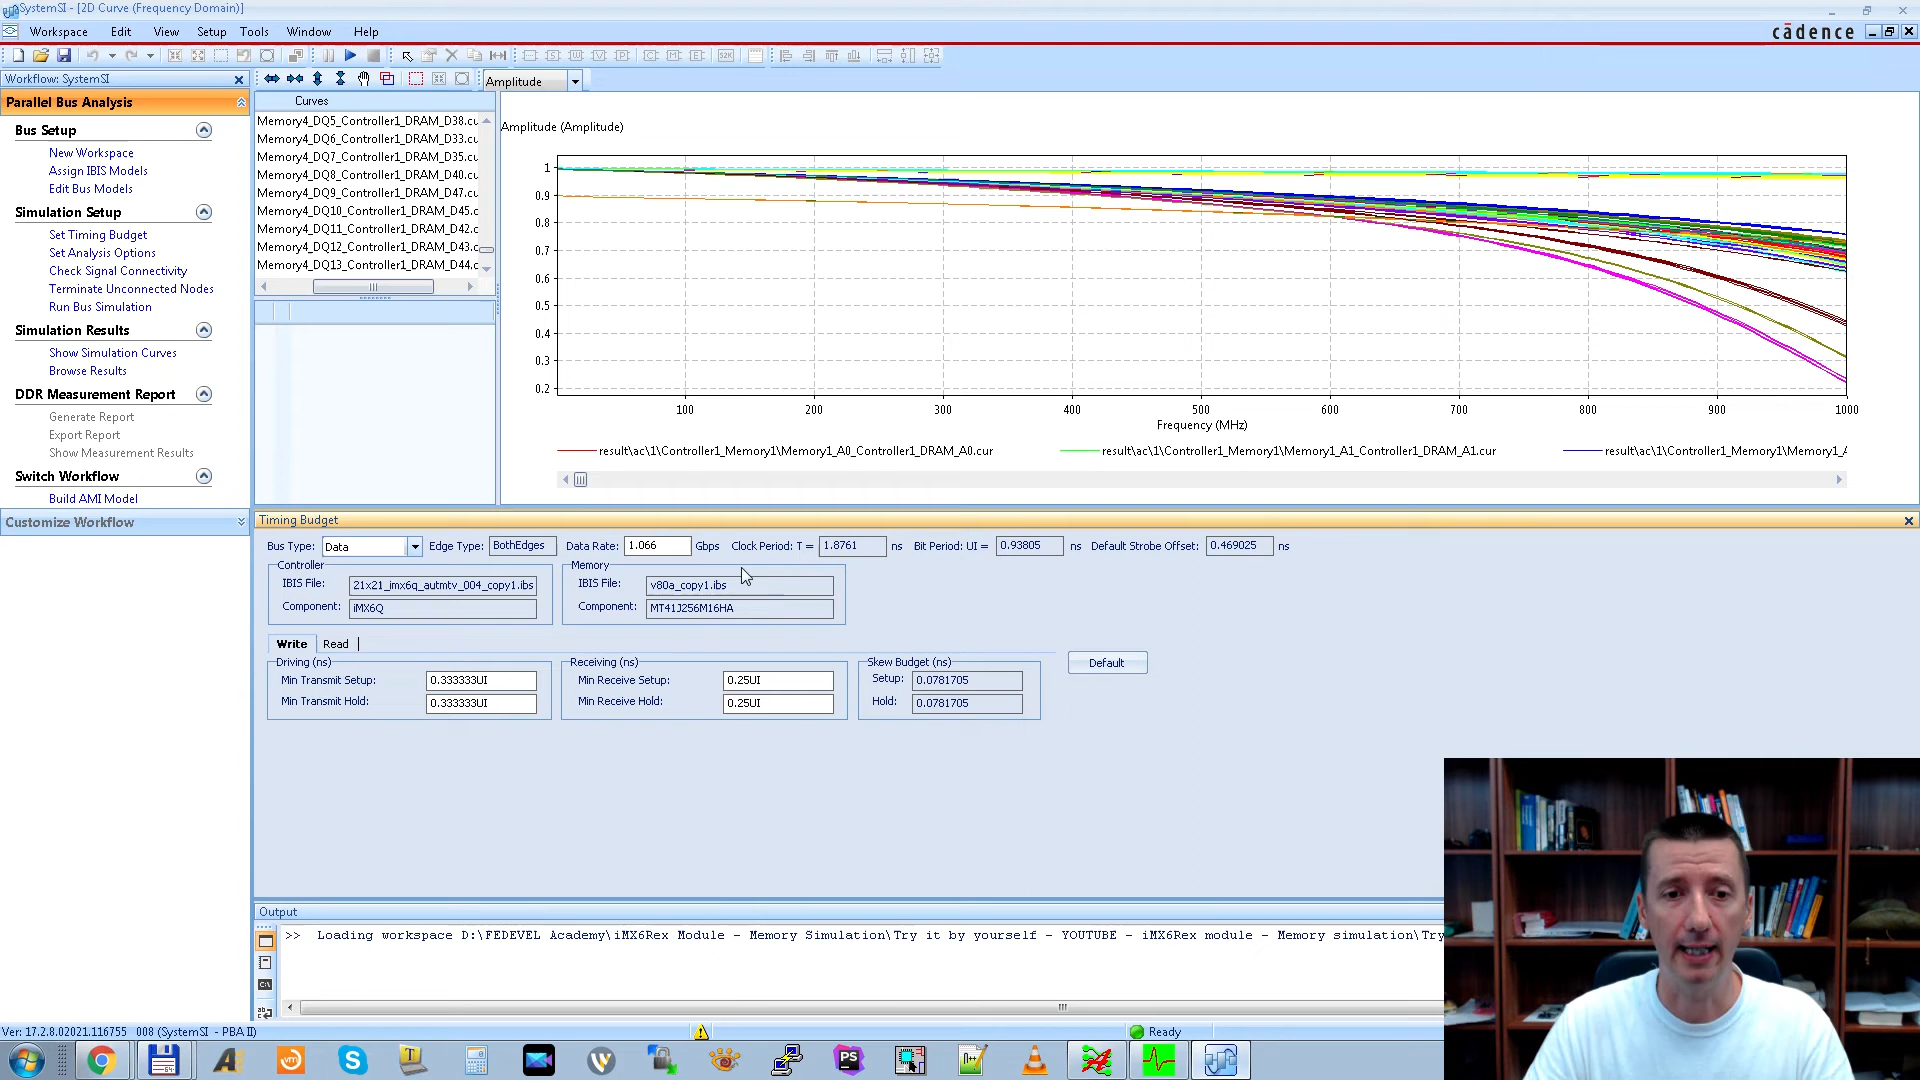 SystemSI - [2D Curve (Frequency Domain)]
Workspace Edit View Setup Tools Window Help
cādence
Workflow: SystemSI
Parallel Bus Analysis
Bus Setup
New Workspace
Assign IBIS Models
Edit Bus Models
Simulation Setup
Set Timing Budget
Set Analysis Options
Check Signal Connectivity
Terminate Unconnected Nodes
Run Bus Simulation
Simulation Results
Show Simulation Curves
Browse Results
DDR Measurement Report
Generate Report
Export Report
Show Measurement Results
Switch Workflow
Build AMI Model
Customize Workflow
Amplitude
Curves
Memory4_DQ5_Controller1_DRAM_D38.cu
Memory4_DQ6_Controller1_DRAM_D33.cu
Memory4_DQ7_Controller1_DRAM_D35.cu
Memory4_DQ8_Controller1_DRAM_D40.cu
Memory4_DQ9_Controller1_DRAM_D47.cu
Memory4_DQ10_Controller1_DRAM_D45.c
Memory4_DQ11_Controller1_DRAM_D42.c
Memory4_DQ12_Controller1_DRAM_D43.c
Memory4_DQ13_Controller1_DRAM_D44.c
Amplitude (Amplitude)
1
0.9
0.8
0.7
0.6
0.5
0.4
0.3
0.2
100 200 300 400 500 600 700 800 900 1000
Frequency (MHz)
result\ac\1\Controller1_Memory1\Memory1_A0_Controller1_DRAM_A0.cur result\ac\1\Controller1_Memory1\Memory1_A1_Controller1_DRAM_A1.cur result\ac\1\Controller1_Memory1\Memory1_A
Timing Budget
Bus Type: Data Edge Type: BothEdges Data Rate: 1.066 Gbps Clock Period: T = 1.8761 ns Bit Period: UI = 0.93805 ns Default Strobe Offset: 0.469025 ns
Controller Memory
IBIS File: 21x21_imx6q_autmtv_004_copy1.ibs IBIS File: v80a_copy1.ibs
Component: iMX6Q Component: MT41J256M16HA
Write Read
Driving (ns) Receiving (ns) Skew Budget (ns) Default
Min Transmit Setup: 0.333333UI Min Receive Setup: 0.25UI Setup: 0.0781705
Min Transmit Hold: 0.333333UI Min Receive Hold: 0.25UI Hold: 0.0781705
Output
>> Loading workspace D:\FEDEVEL Academy\iMX6Rex Module - Memory Simulation\Try it by yourself - YOUTUBE - iMX6Rex module - Memory simulation\Try
Ver: 17.2.8.02021.116755 008 (SystemSI - PBA II) Ready